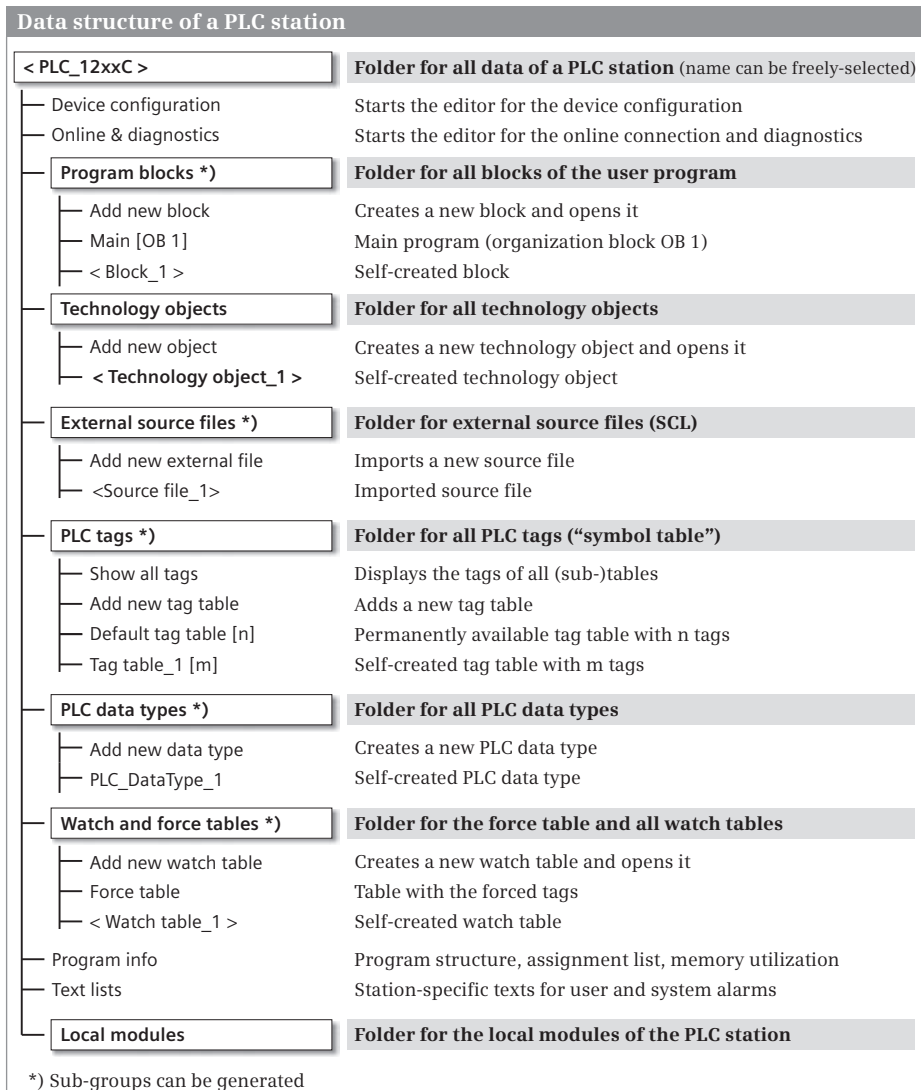 Data structure of a PLC station
< PLC_12xxC > Folder for all data of a PLC station (name can be freely-selected)
Device configuration Starts the editor for the device configuration
Online & diagnostics Starts the editor for the online connection and diagnostics
Program blocks *) Folder for all blocks of the user program
Add new block Creates a new block and opens it
Main [OB 1] Main program (organization block OB 1)
< Block_1 > Self-created block
Technology objects Folder for all technology objects
Add new object Creates a new technology object and opens it
< Technology object_1 > Self-created technology object
External source files *) Folder for external source files (SCL)
Add new external file Imports a new source file
<Source file_1> Imported source file
PLC tags *) Folder for all PLC tags (“symbol table”)
Show all tags Displays the tags of all (sub-)tables
Add new tag table Adds a new tag table
Default tag table [n] Permanently available tag table with n tags
Tag table_1 [m] Self-created tag table with m tags
PLC data types *) Folder for all PLC data types
Add new data type Creates a new PLC data type
PLC_DataType_1 Self-created PLC data type
Watch and force tables *) Folder for the force table and all watch tables
Add new watch table Creates a new watch table and opens it
Force table Table with the forced tags
< Watch table_1 > Self-created watch table
Program info Program structure, assignment list, memory utilization
Text lists Station-specific texts for user and system alarms
Local modules Folder for the local modules of the PLC station
*) Sub-groups can be generated